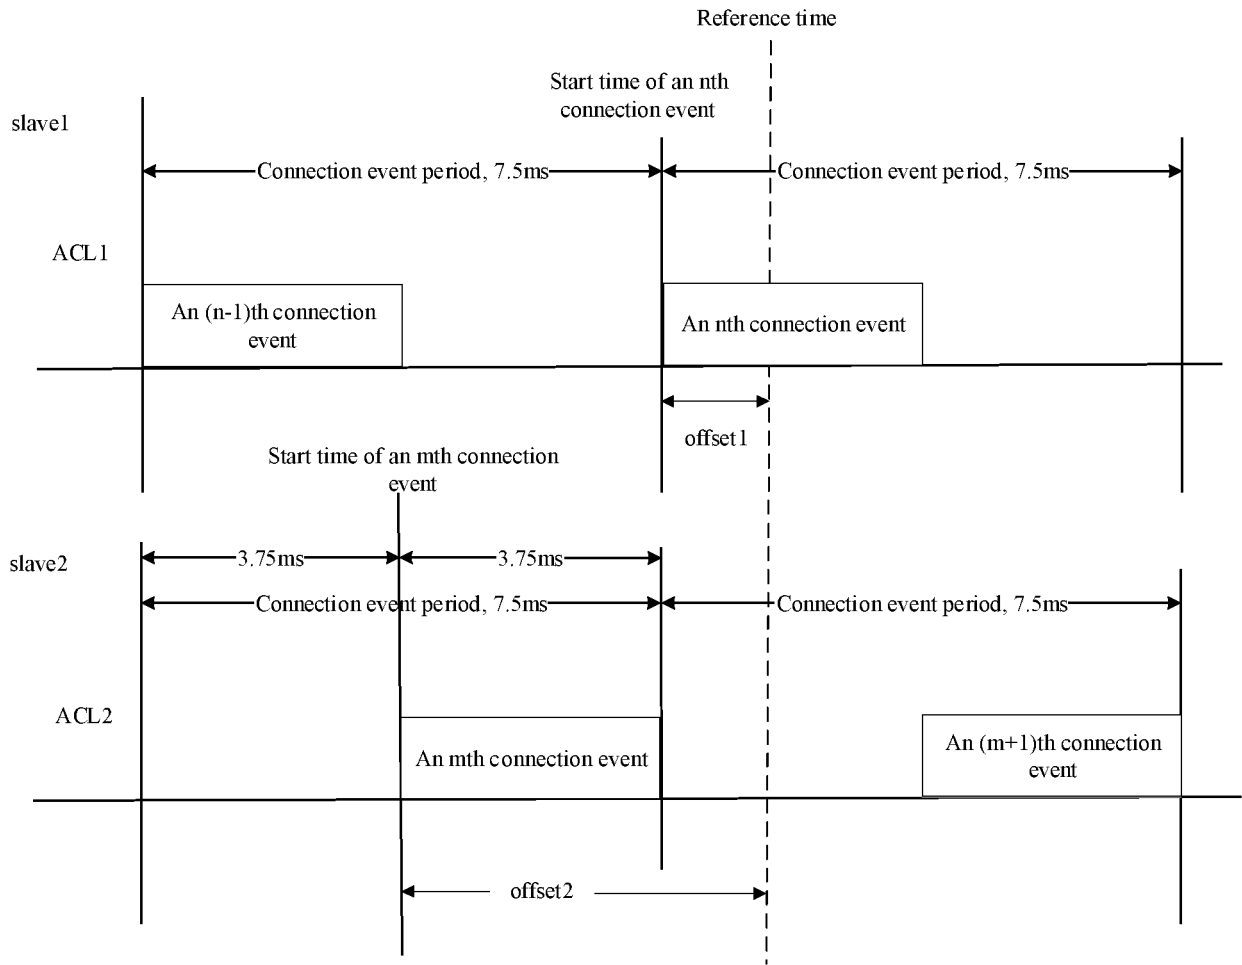 Reference time
Start time of an nth
connection event
slave1
Connection event period, 7.5ms
Connection event period, 7.5ms
ACL1
An (n-1)th connection
event
An nth connection event
offset1
Start time of an mth connection
event
slave2
3.75ms
3.75ms
Connection event period, 7.5ms
Connection event period, 7.5ms
ACL2
An mth connection event
An (m+1)th connection
event
offset2